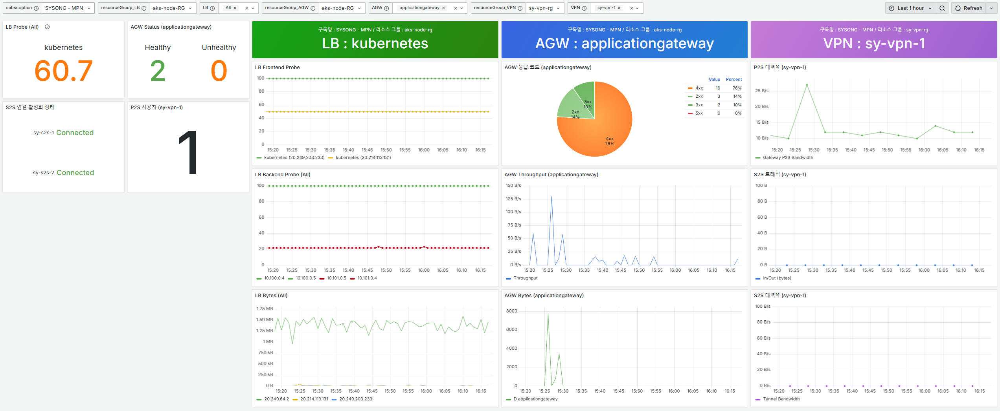 subscription SYSONG - MPN resourceGroup_LB aks-node-RG LB All resourceGroup_AGW aks-node-RG AGW applicationgateway resourceGroup_VPN sy-vpn-rg VPN sy-vpn-1 Last 1 hour Refresh
LB Probe (All)
kubernetes
60.7
AGW Status (applicationgateway)
Healthy Unhealthy
2 0
S2S 연결 활성화 상태
sy-s2s-1 Connected
sy-s2s-2 Connected
P2S 사용자 (sy-vpn-1)
1
구독명 : SYSONG - MPN / 리소스 그룹 : aks-node-rg
LB : kubernetes
LB Frontend Probe
100
80
60
40
20
0
15:20 15:25 15:30 15:35 15:40 15:45 15:50 15:55 16:00 16:05 16:10 16:15
kubernetes (20.249.203.233) kubernetes (20.214.113.131)
LB Backend Probe (All)
100
80
60
40
20
0
15:20 15:25 15:30 15:35 15:40 15:45 15:50 15:55 16:00 16:05 16:10 16:15
10.100.0.4 10.100.0.5 10.101.0.5 10.101.0.4
LB Bytes (All)
1.75 MB
1.50 MB
1.25 MB
1 MB
750 kB
500 kB
250 kB
0 B
15:20 15:25 15:30 15:35 15:40 15:45 15:50 15:55 16:00 16:05 16:10 16:15
20.249.64.2 20.214.113.131 20.249.203.233
구독명 : SYSONG - MPN / 리소스 그룹 : aks-node-rg
AGW : applicationgateway
AGW 응답 코드 (applicationgateway)
3xx
10%
2xx
14%
4xx
76%
Value Percent
4xx 16 76%
2xx 3 14%
3xx 2 10%
5xx 0 0%
AGW Throughput (applicationgateway)
150 B/s
125 B/s
100 B/s
75 B/s
50 B/s
25 B/s
0 B/s
15:20 15:25 15:30 15:35 15:40 15:45 15:50 15:55 16:00 16:05 16:10 16:15
Throughput
AGW Bytes (applicationgateway)
8000
6000
4000
2000
0
15:20 15:25 15:30 15:35 15:40 15:45 15:50 15:55 16:00 16:05 16:10 16:15
D applicationgateway
구독명 : SYSONG - MPN / 리소스 그룹 : sy-vpn-rg
VPN : sy-vpn-1
P2S 대역폭 (sy-vpn-1)
25 B/s
20 B/s
15 B/s
10 B/s
15:20 15:25 15:30 15:35 15:40 15:45 15:50 15:55 16:00 16:05 16:10 16:15
Gateway P2S Bandwidth
S2S 트래픽 (sy-vpn-1)
100 B
80 B
60 B
40 B
20 B
0 B
15:20 15:25 15:30 15:35 15:40 15:45 15:50 15:55 16:00 16:05 16:10 16:15
In/Out (bytes)
S2S 대역폭 (sy-vpn-1)
100 B/s
80 B/s
60 B/s
40 B/s
20 B/s
0 B/s
15:20 15:25 15:30 15:35 15:40 15:45 15:50 15:55 16:00 16:05 16:10 16:15
Tunnel Bandwidth